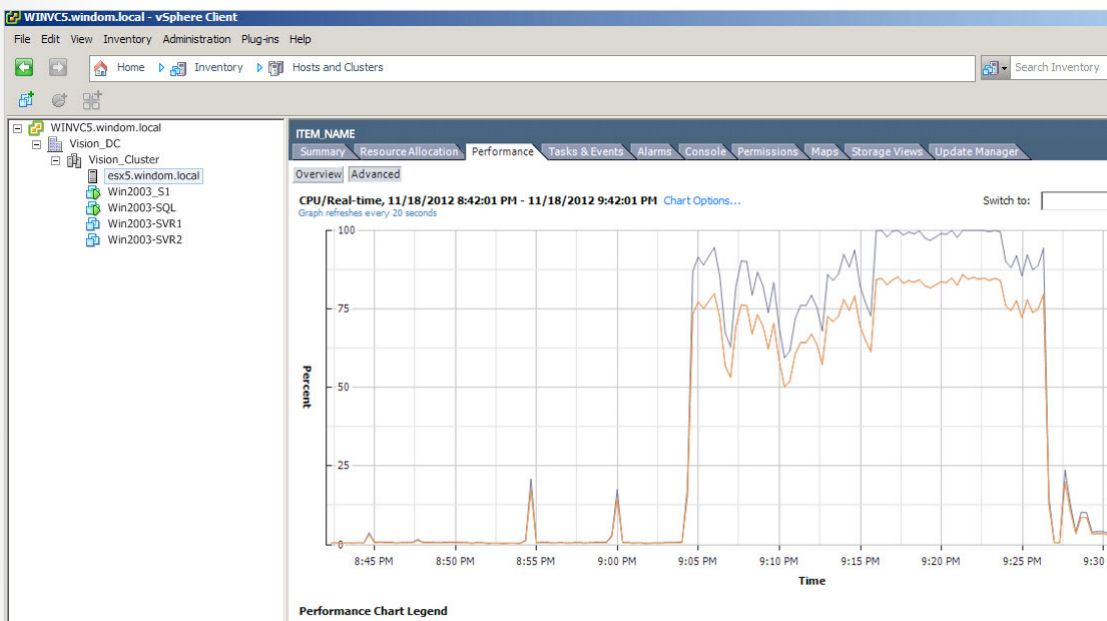 WINVC5.windom.local - vSphere Client
File Edit View Inventory Administration Plug-ins Help
Home Inventory Hosts and Clusters
Search Inventory
WINVC5.windom.local
Vision_DC
Vision_Cluster
esx5.windom.local
Win2003_S1
Win2003-SQL
Win2003-SVR1
Win2003-SVR2
ITEM_NAME
Summary Resource Allocation Performance Tasks & Events Alarms Console Permissions Maps Storage Views Update Manager
Overview Advanced
CPU/Real-time, 11/18/2012 8:42:01 PM - 11/18/2012 9:42:01 PM Chart Options... Switch to:
Graph refreshes every 20 seconds
100
75
Percent
50
25
0
8:45 PM 8:50 PM 8:55 PM 9:00 PM 9:05 PM 9:10 PM 9:15 PM 9:20 PM 9:25 PM 9:30
Time
Performance Chart Legend